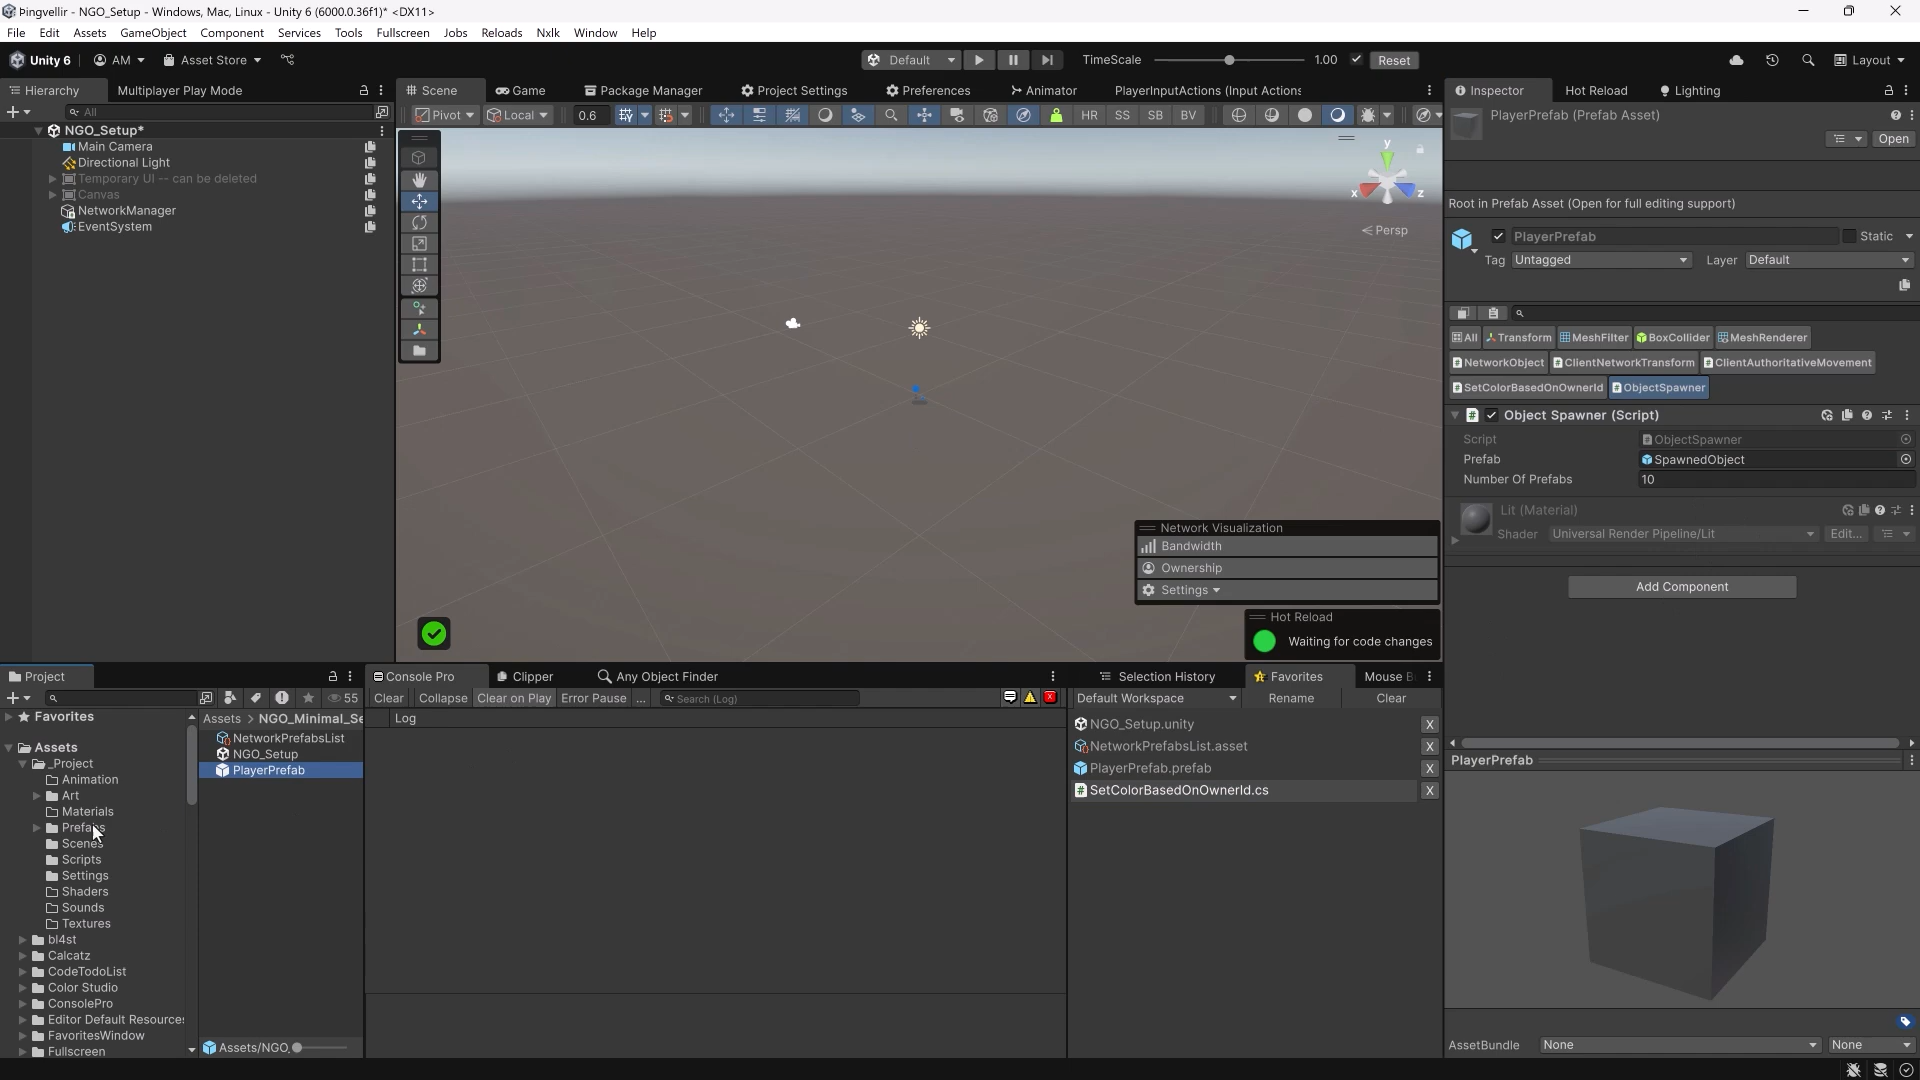 Þingvellir - NGO_Setup - Windows, Mac, Linux - Unity 6 (6000.0.36f1)* <DX11>
File Edit Assets GameObject Component Services Tools Fullscreen Jobs Reloads Nxlk Window Help
Unity 6 AM Asset Store Default TimeScale 1.00 Reset Layout
Hierarchy Multiplayer Play Mode Scene Game Package Manager Project Settings Preferences Animator PlayerInputActions (Input Actions Inspector Hot Reload Lighting
All Pivot Local 0.6 HR SS SB BV PlayerPrefab (Prefab Asset)
NGO_Setup*
Open
Main Camera
Directional Light
Temporary UI -- can be deleted
Canvas
NetworkManager
EventSystem
y
x z
Persp
Root in Prefab Asset (Open for full editing support)
PlayerPrefab Static
Tag Untagged Layer Default
All Transform MeshFilter BoxCollider MeshRenderer
NetworkObject ClientNetworkTransform ClientAuthoritativeMovement
SetColorBasedOnOwnerId ObjectSpawner
Object Spawner (Script)
Script ObjectSpawner
Prefab SpawnedObject
Number Of Prefabs 10
Lit (Material)
Shader Universal Render Pipeline/Lit Edit...
Add Component
Network Visualization
Bandwidth
Ownership
Settings
Hot Reload
Waiting for code changes
Project Console Pro Clipper Any Object Finder Selection History Favorites Mouse B
55 Clear Collapse Clear on Play Error Pause ... Search (Log) Default Workspace Rename Clear
Favorites Assets > NGO_Minimal_Se Log
NGO_Setup.unity X
NetworkPrefabsList NetworkPrefabsList.asset X
NGO_Setup
PlayerPrefab PlayerPrefab.prefab X
SetColorBasedOnOwnerId.cs X
Assets
_Project
Animation
Art
Materials
Prefabs
Scenes
Scripts
Settings
Shaders
Sounds
Textures
bl4st
Calcatz
CodeTodoList
Color Studio
ConsolePro
Editor Default Resource
FavoritesWindow
Fullscreen
Assets/NGO_
PlayerPrefab
AssetBundle None None